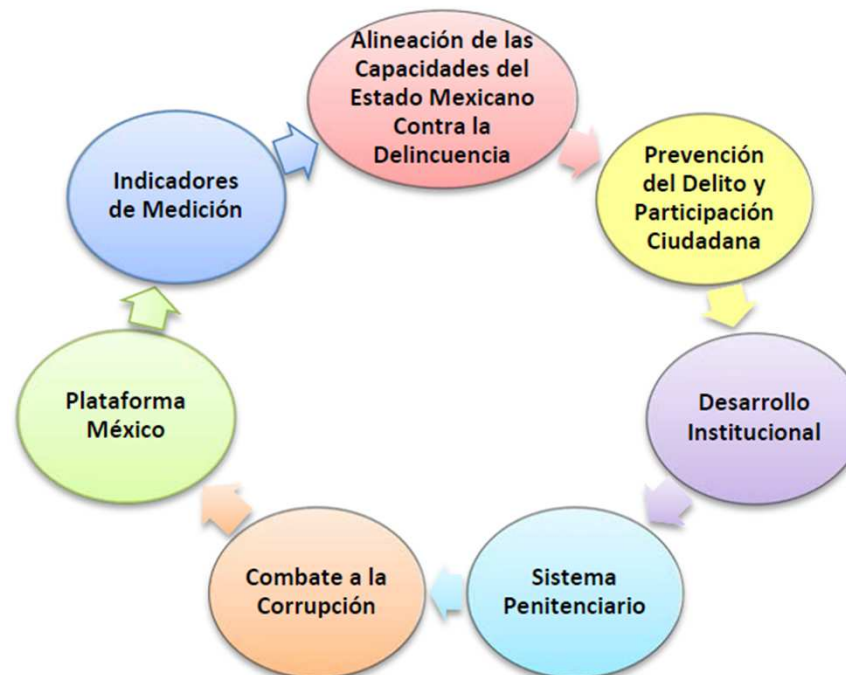 Alineación de las
Capacidades del
Estado Mexicano
Contra la
Delincuencia
Prevención
del Delito y
Participación
Ciudadana
Desarrollo
Institucional
Sistema
Penitenciario
Combate a la
Corrupción
Plataforma
México
Indicadores
de Medición